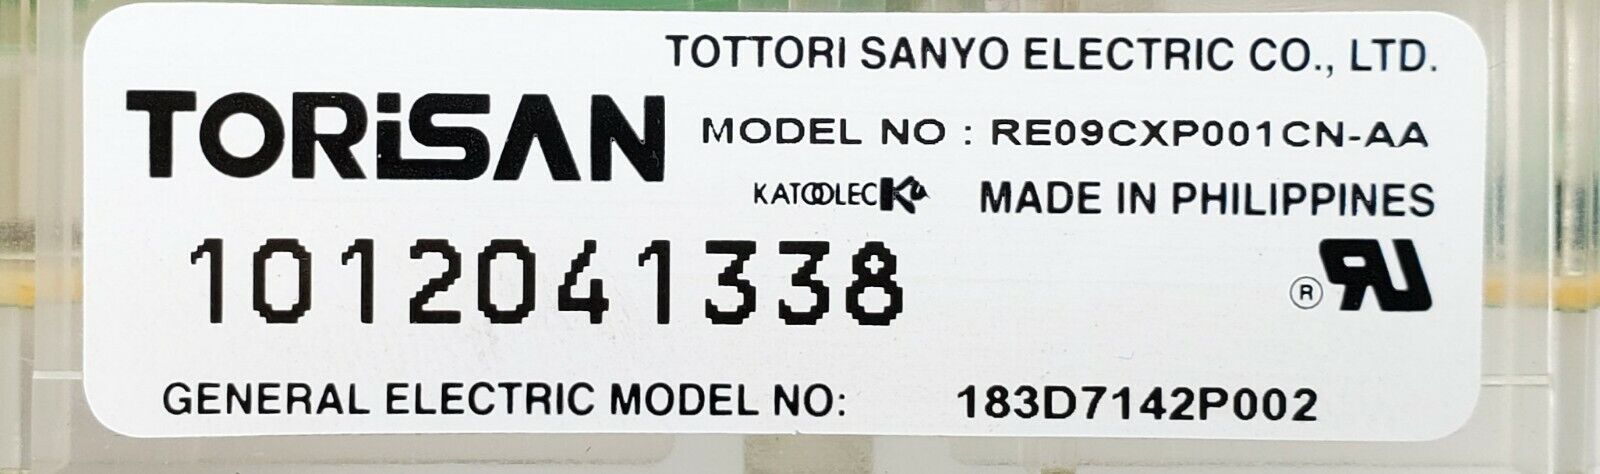 TOTTORI SANYO ELECTRIC CO., LTD.
TORiSAN
MODEL NO : RE09CXP001CN-AA
KATOOLEC
MADE IN PHILIPPINES
1012041338
®
GENERAL ELECTRIC MODEL NO: 183D7142P002